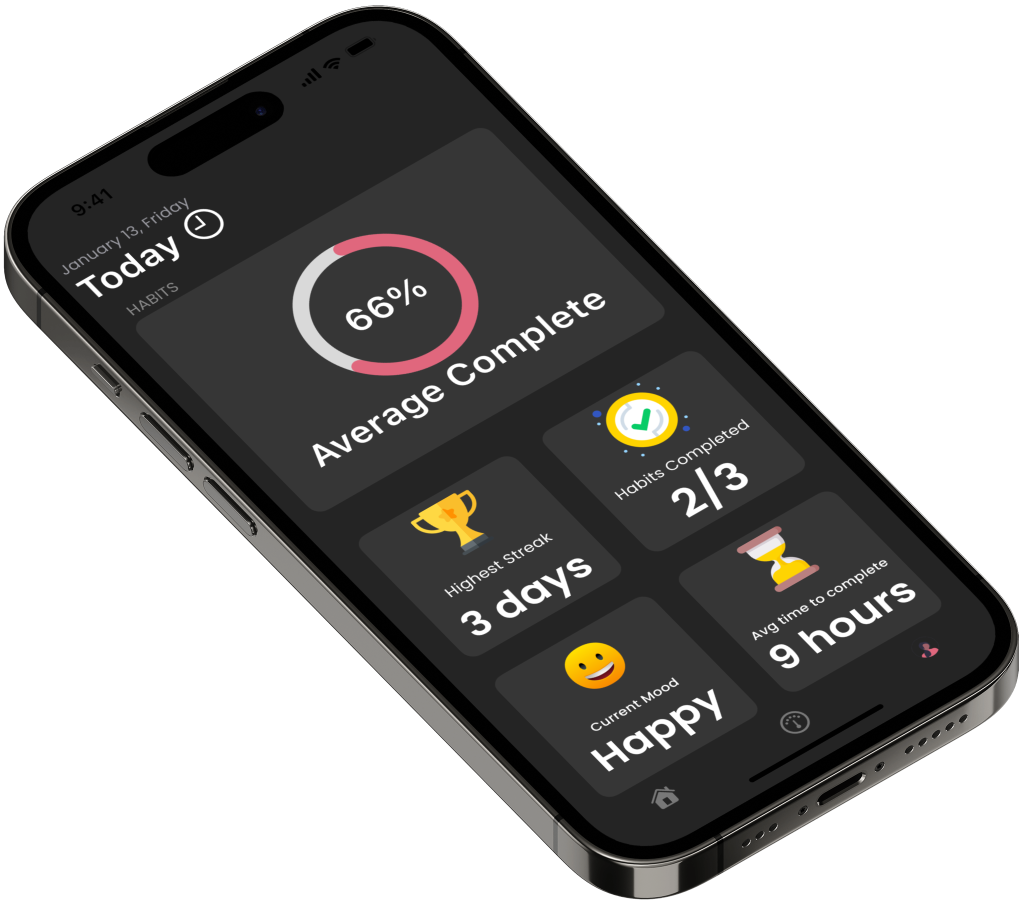 9:41
January 13, Friday
Today
HABITS
66%
Average Complete
Highest Streak
3 days
Habits Completed
2/3
Current Mood
Happy
Avg time to complete
9 hours